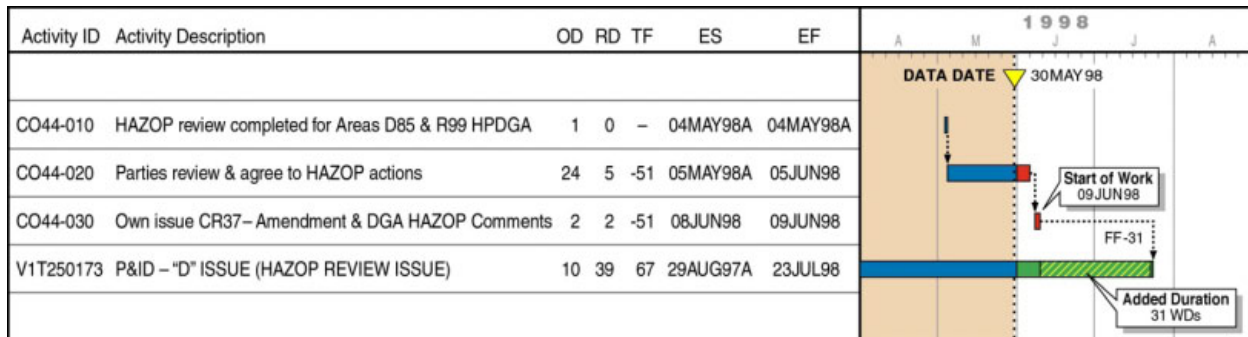 1998
Activity ID Activity Description OD RD TF ES EF A M J J A
DATA DATE 30MAY98
CO44-010 HAZOP review completed for Areas D85 & R99 HPDGA 1 0 – 04MAY98A 04MAY98A
CO44-020 Parties review & agree to HAZOP actions 24 5 -51 05MAY98A 05JUN98
Start of Work
09JUN98
CO44-030 Own issue CR37– Amendment & DGA HAZOP Comments 2 2 -51 08JUN98 09JUN98
FF-31
V1T250173 P&ID – “D” ISSUE (HAZOP REVIEW ISSUE) 10 39 67 29AUG97A 23JUL98
Added Duration
31 WDs